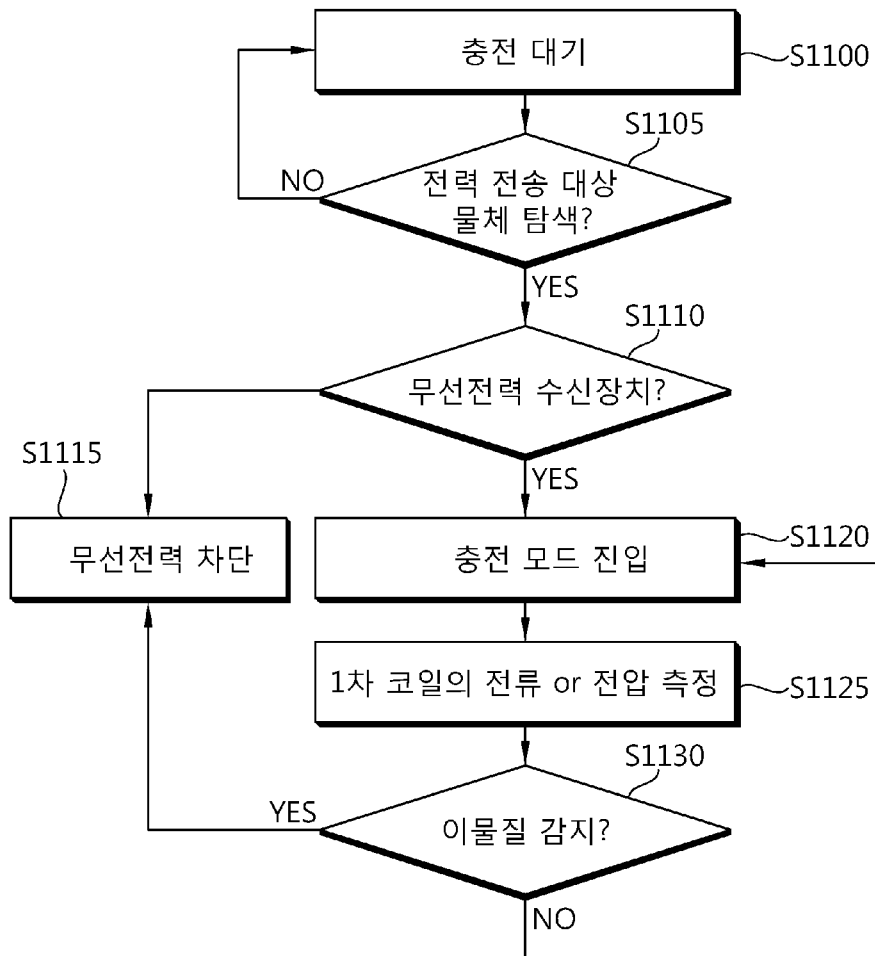 충전 대기
S1100
S1105
전력 전송 대상
물체 탐색?
NO
YES
S1110
무선전력 수신장치?
YES
S1115
무선전력 차단
충전 모드 진입
S1120
1차 코일의 전류 or 전압 측정
S1125
S1130
이물질 감지?
YES
NO